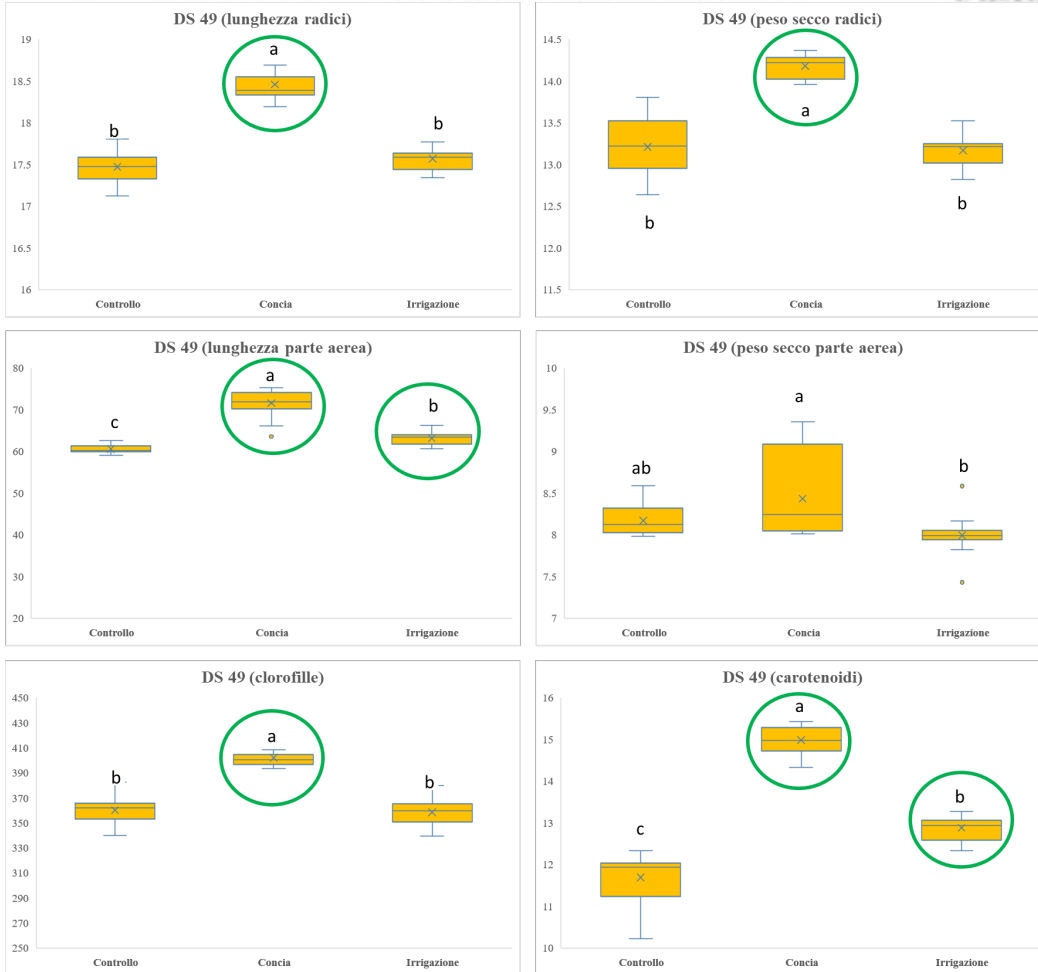 DS 49 (lunghezza radici)
19
18.5
18
17.5
17
16.5
16
b
a
b
Controllo Concia Irrigazione
DS 49 (peso secco radici)
14.5
14
13.5
13
12.5
12
11.5
b
a
b
Controllo Concia Irrigazione
DS 49 (lunghezza parte aerea)
80
70
60
50
40
30
20
c
a
b
Controllo Concia Irrigazione
DS 49 (peso secco parte aerea)
10
9.5
9
8.5
8
7.5
7
ab
a
b
Controllo Concia Irrigazione
DS 49 (clorofille)
450
430
410
390
370
350
330
310
290
270
250
b
a
b
Controllo Concia Irrigazione
DS 49 (carotenoidi)
16
15
14
13
12
11
10
c
a
b
Controllo Concia Irrigazione